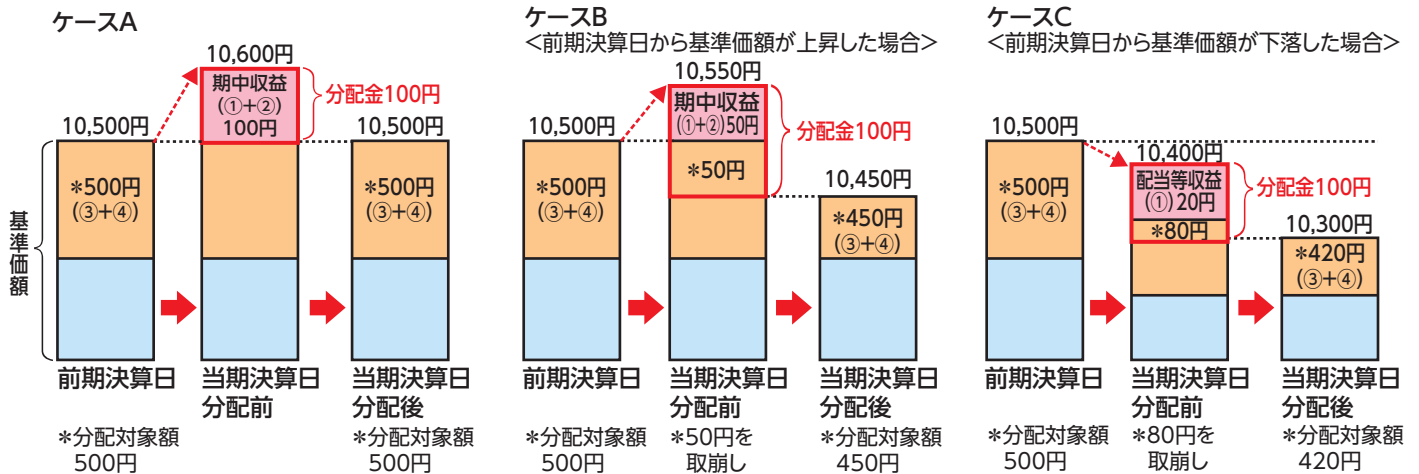 ケースA
10,600円
期中収益
(①+②)
100円
分配金100円
10,500円
10,500円
*500円
(③+④)
*500円
(③+④)
基準価額
前期決算日
当期決算日
分配前
当期決算日
分配後
*分配対象額
500円
*分配対象額
500円
ケースB
<前期決算日から基準価額が上昇した場合>
10,550円
期中収益
(①+②)50円
分配金100円
10,500円
*500円
(③+④)
*50円
10,450円
*450円
(③+④)
前期決算日
当期決算日
分配前
当期決算日
分配後
*分配対象額
500円
*50円を
取崩し
*分配対象額
450円
ケースC
<前期決算日から基準価額が下落した場合>
10,500円
10,400円
配当等収益
(①)20円
分配金100円
*500円
(③+④)
*80円
10,300円
*420円
(③+④)
前期決算日
当期決算日
分配前
当期決算日
分配後
*分配対象額
500円
*80円を
取崩し
*分配対象額
420円